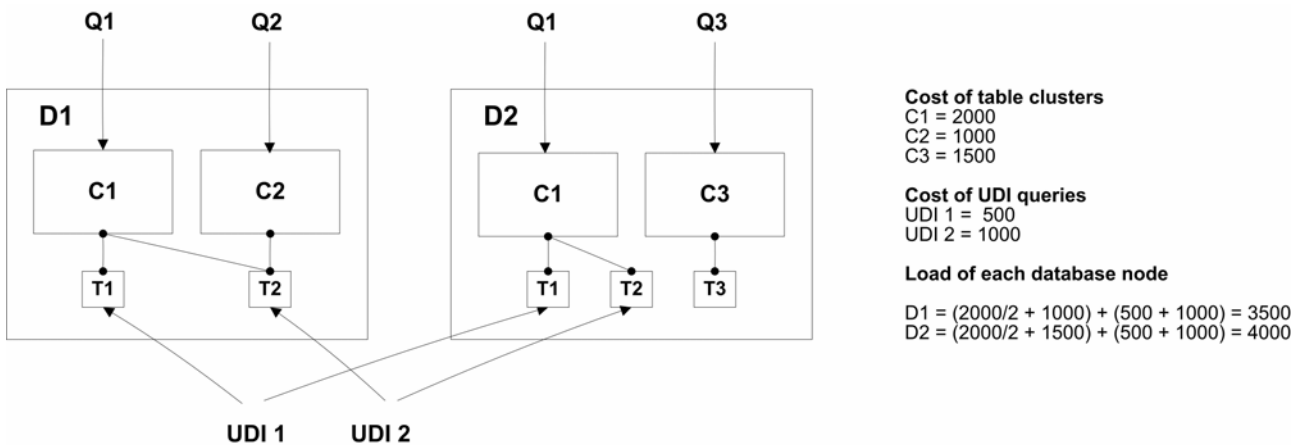 Q1
Q2
Q1
Q3
D1
D2
C1
C2
C1
C3
T1
T2
T1
T2
T3
UDI 1
UDI 2
Cost of table clusters
C1 = 2000
C2 = 1000
C3 = 1500
Cost of UDI queries
UDI 1 =  500
UDI 2 = 1000
Load of each database node
D1 = (2000/2 + 1000) + (500 + 1000) = 3500
D2 = (2000/2 + 1500) + (500 + 1000) = 4000